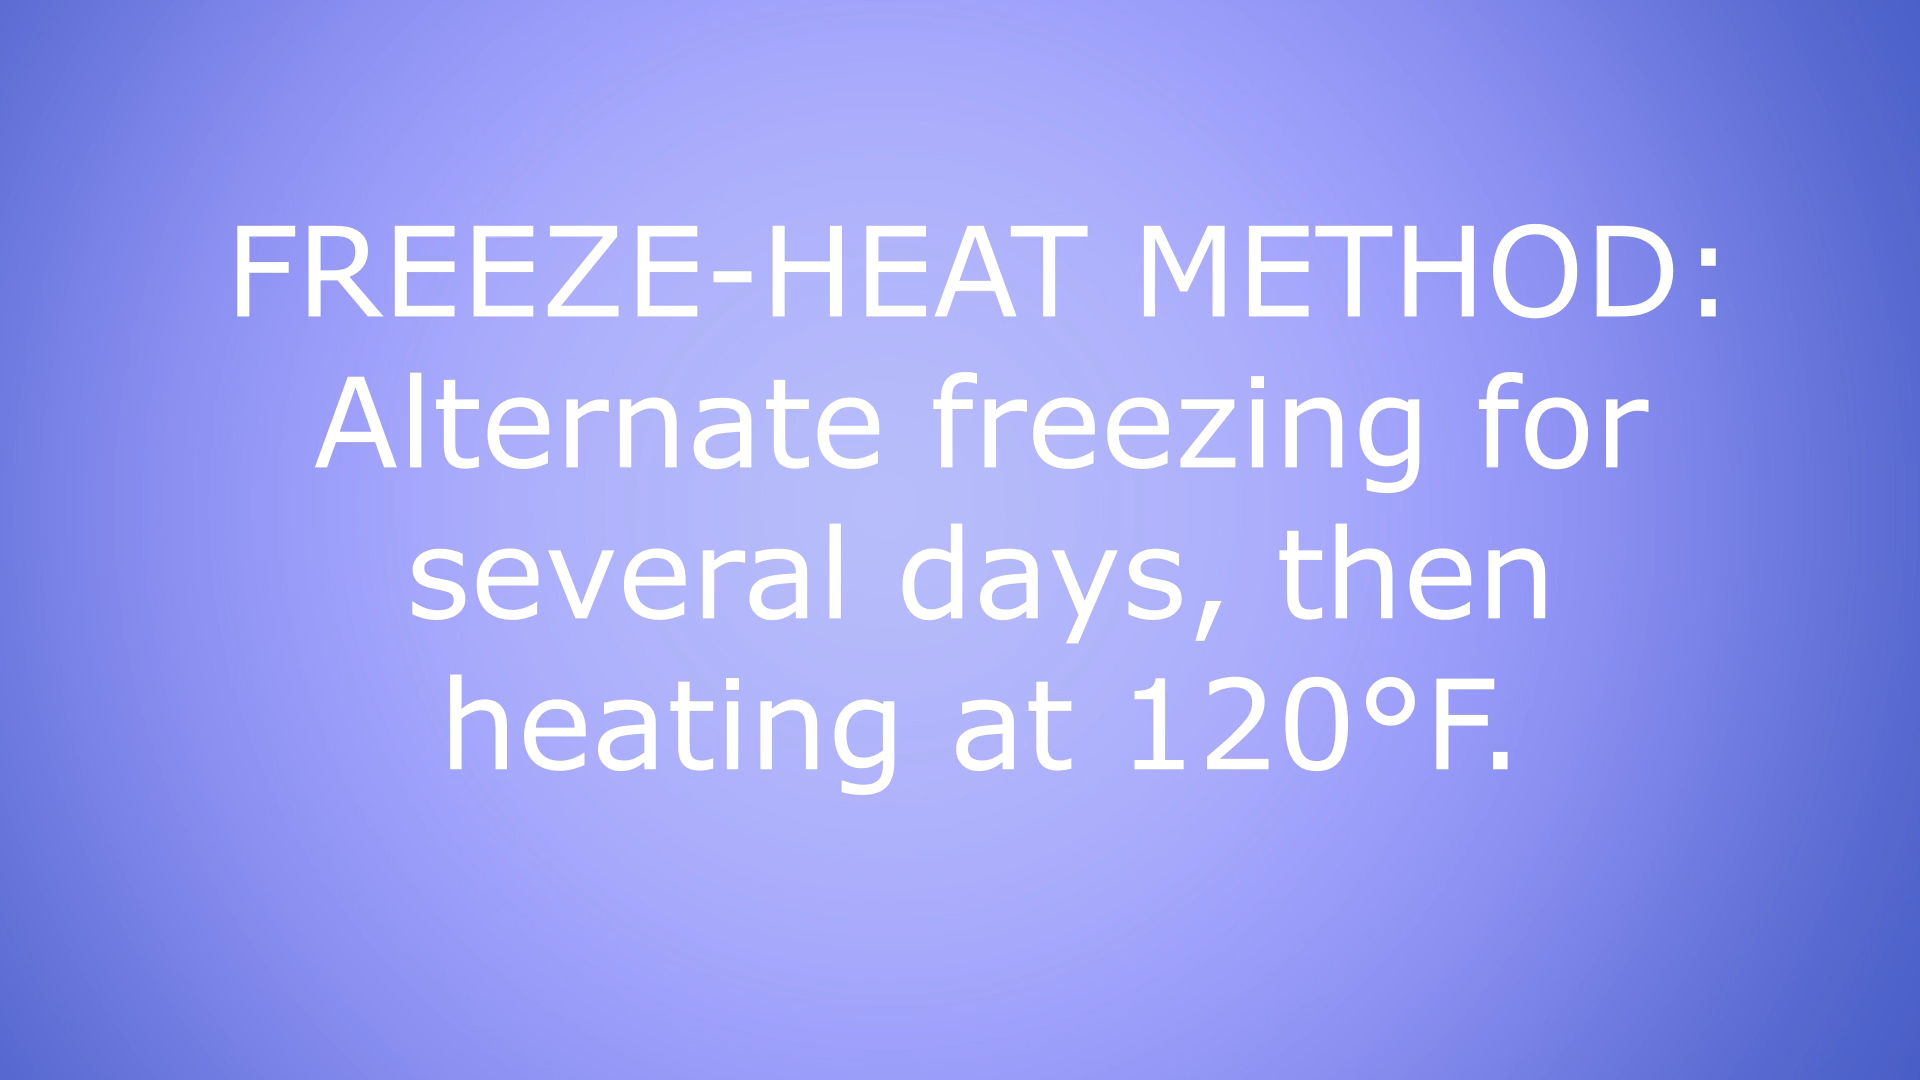 FREEZE-HEAT METHOD:
Alternate freezing for
several days, then
heating at 120°F.